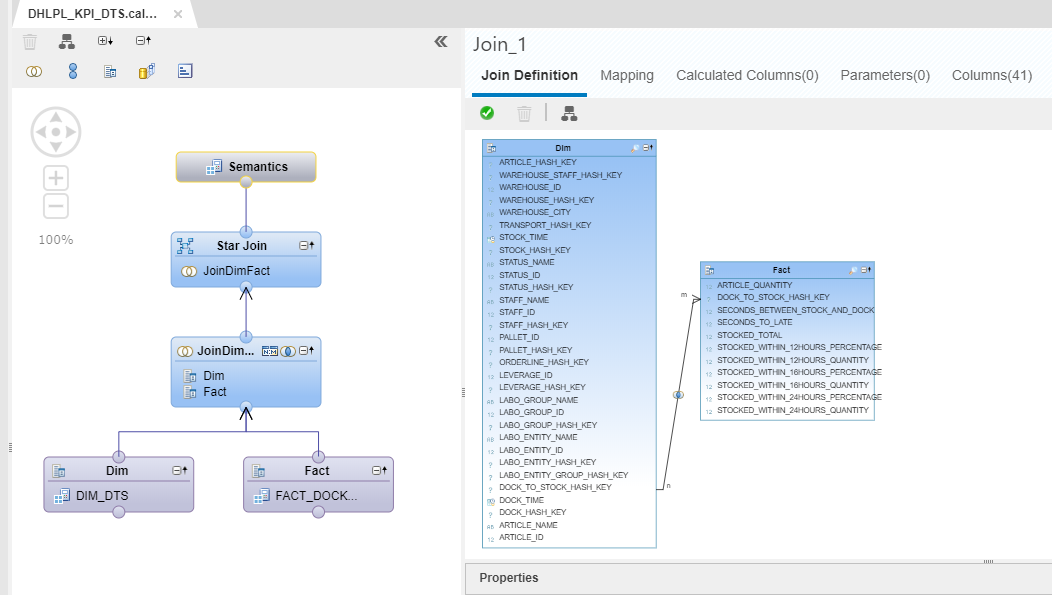 DHLPL_KPI_DTS.cal...
100%
Semantics
Star Join
JoinDimFact
JoinDim...
N:M
Dim
Fact
Dim
DIM_DTS
Fact
FACT_DOCK...
Join_1
Join Definition
Mapping
Calculated Columns(0)
Parameters(0)
Columns(41)
Dim
ARTICLE_HASH_KEY
WAREHOUSE_STAFF_HASH_KEY
WAREHOUSE_ID
WAREHOUSE_HASH_KEY
WAREHOUSE_CITY
TRANSPORT_HASH_KEY
STOCK_TIME
STOCK_HASH_KEY
STATUS_NAME
STATUS_ID
STATUS_HASH_KEY
STAFF_NAME
STAFF_ID
STAFF_HASH_KEY
PALLET_ID
PALLET_HASH_KEY
ORDERLINE_HASH_KEY
LEVERAGE_ID
LEVERAGE_HASH_KEY
LABO_GROUP_NAME
LABO_GROUP_ID
LABO_GROUP_HASH_KEY
LABO_ENTITY_NAME
LABO_ENTITY_ID
LABO_ENTITY_HASH_KEY
LABO_ENTITY_GROUP_HASH_KEY
DOCK_TO_STOCK_HASH_KEY
DOCK_TIME
DOCK_HASH_KEY
ARTICLE_NAME
ARTICLE_ID
n
m
Fact
ARTICLE_QUANTITY
DOCK_TO_STOCK_HASH_KEY
SECONDS_BETWEEN_STOCK_AND_DOCK
SECONDS_TO_LATE
STOCKED_TOTAL
STOCKED_WITHIN_12HOURS_PERCENTAGE
STOCKED_WITHIN_12HOURS_QUANTITY
STOCKED_WITHIN_16HOURS_PERCENTAGE
STOCKED_WITHIN_16HOURS_QUANTITY
STOCKED_WITHIN_24HOURS_PERCENTAGE
STOCKED_WITHIN_24HOURS_QUANTITY
Properties